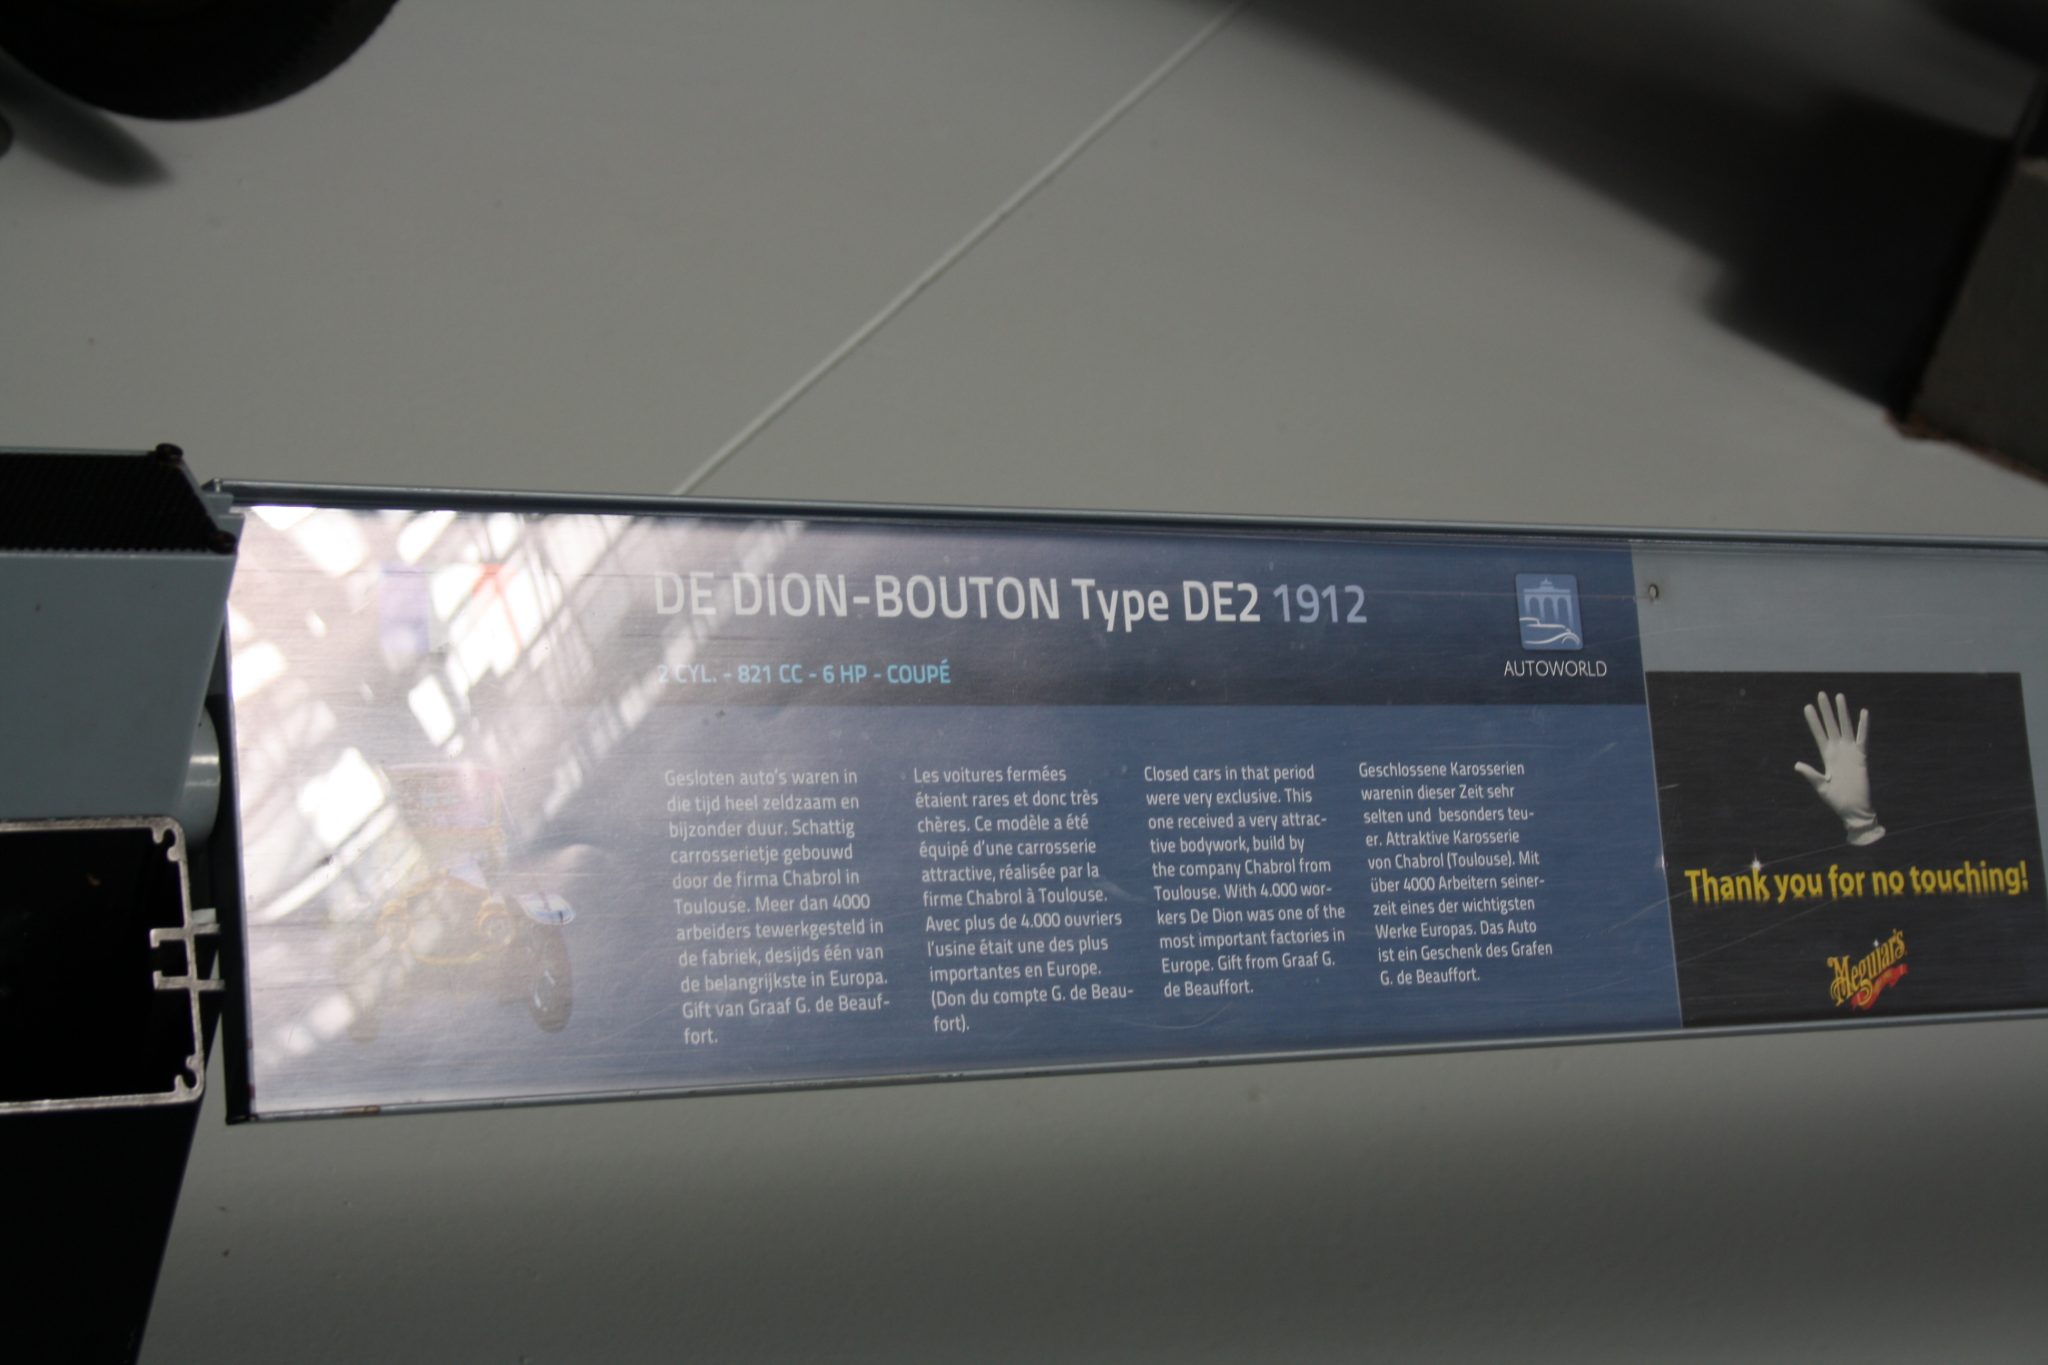 DE DION-BOUTON Type DE2 1912
2 CYL. - 821 CC - 6 HP - COUPÉ
AUTOWORLD
Gesloten auto's waren in
die tijd heel zeldzaam en
bijzonder duur. Schattig
carrosserietje gebouwd
door de firma Chabrol in
Toulouse. Meer dan 4000
arbeiders tewerkgesteld in
de fabriek, desijds één van
de belangrijkste in Europa.
Gift van Graaf G. de Beauf-
fort.
Les voitures fermées
étaient rares et donc très
chères. Ce modèle a été
équipé d'une carrosserie
attractive, réalisée par la
firme Chabrol à Toulouse.
Avec plus de 4.000 ouvriers
l'usine était une des plus
importantes en Europe.
(Don du compte G. de Beau-
fort).
Closed cars in that period
were very exclusive. This
one received a very attrac-
tive bodywork, build by
the company Chabrol from
Toulouse. With 4.000 wor-
kers De Dion was one of the
most important factories in
Europe. Gift from Graaf G.
de Beauffort.
Geschlossene Karosserien
warenin dieser Zeit sehr
selten und besonders teu-
er. Attraktive Karosserie
von Chabrol (Toulouse). Mit
über 4000 Arbeitern seiner-
zeit eines der wichtigsten
Werke Europas. Das Auto
ist ein Geschenk des Grafen
G. de Beauffort.
Thank you for no touching!
Meguiar's